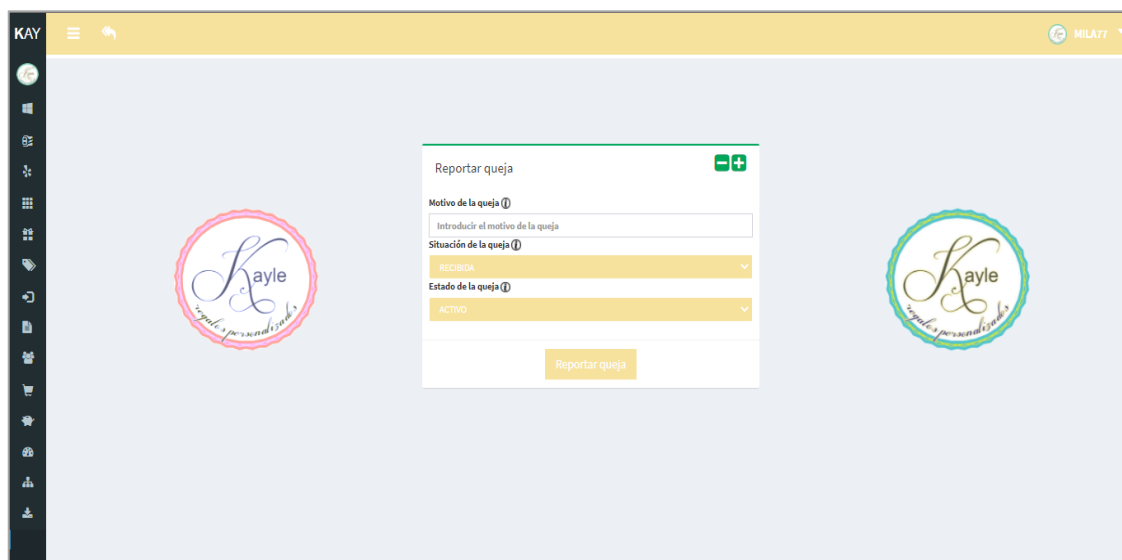 KAY
MILA77
Reportar queja
Motivo de la queja
Introducir el motivo de la queja
Situación de la queja
RECIBIDA
Estado de la queja
ACTIVO
Reportar queja
Kayle
regalos personalizados
Kayle
regalos personalizados